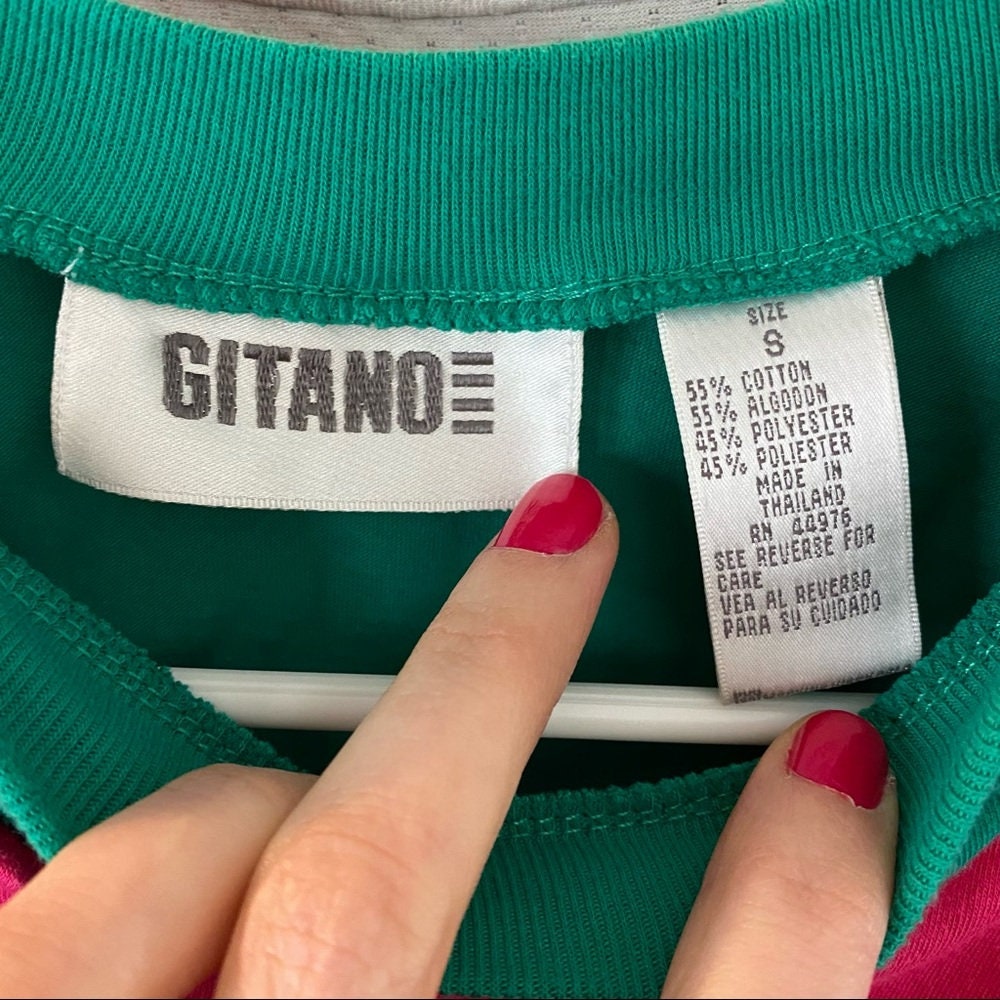 GITANO
SIZE
S
55% COTTON
55% ALGODON
45% POLYESTER
45% POLIESTER
MADE IN
THAILAND
RN 44976
SEE REVERSE FOR
CARE
VEA AL REVERSO
PARA SU CUIDADO